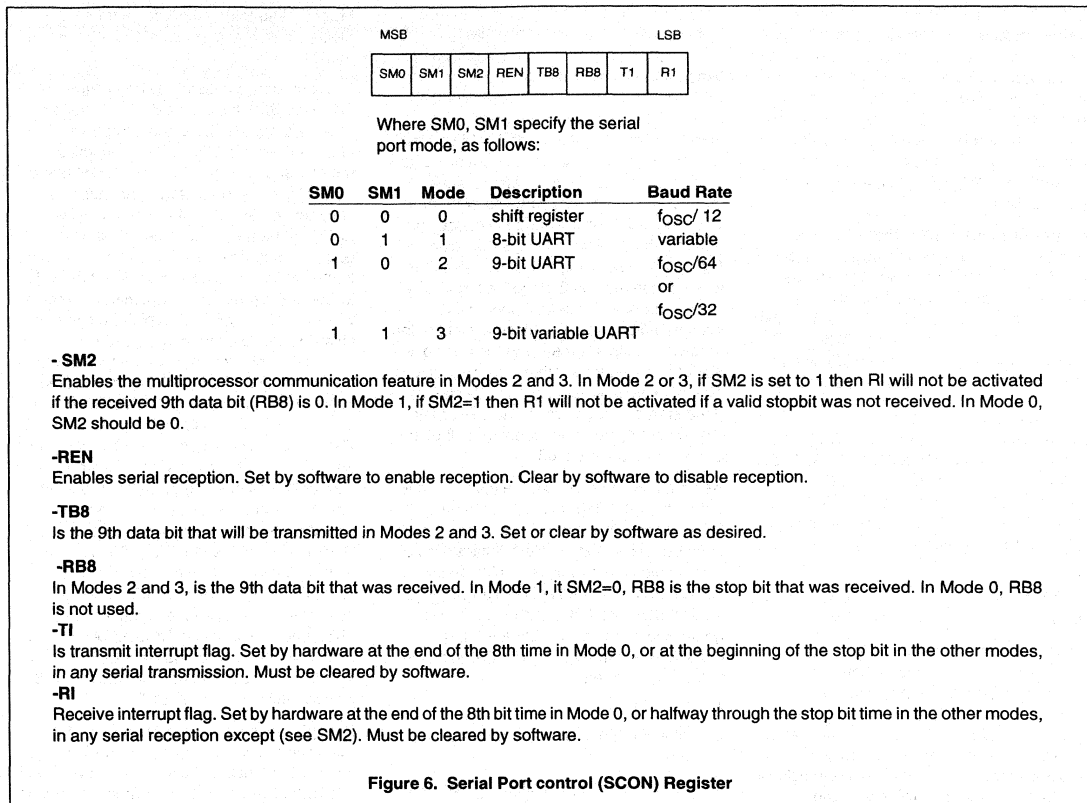 MSB LSB
SM0 SM1 SM2 REN TB8 RB8 T1 R1
Where SM0, SM1 specify the serial
port mode, as follows:
SM0 SM1 Mode Description Baud Rate
0 0 0 shift register fOSC/ 12
0 1 1 8-bit UART variable
1 0 2 9-bit UART fOSC/64
or
fOSC/32
1 1 3 9-bit variable UART
- SM2
Enables the multiprocessor communication feature in Modes 2 and 3. In Mode 2 or 3, if SM2 is set to 1 then RI will not be activated
if the received 9th data bit (RB8) is 0. In Mode 1, if SM2=1 then R1 will not be activated if a valid stopbit was not received. In Mode 0,
SM2 should be 0.
-REN
Enables serial reception. Set by software to enable reception. Clear by software to disable reception.
-TB8
Is the 9th data bit that will be transmitted in Modes 2 and 3. Set or clear by software as desired.
-RB8
In Modes 2 and 3, is the 9th data bit that was received. In Mode 1, it SM2=0, RB8 is the stop bit that was received. In Mode 0, RB8
is not used.
-TI
Is transmit interrupt flag. Set by hardware at the end of the 8th time in Mode 0, or at the beginning of the stop bit in the other modes,
in any serial transmission. Must be cleared by software.
-RI
Receive interrupt flag. Set by hardware at the end of the 8th bit time in Mode 0, or halfway through the stop bit time in the other modes,
in any serial reception except (see SM2). Must be cleared by software.
Figure 6. Serial Port control (SCON) Register